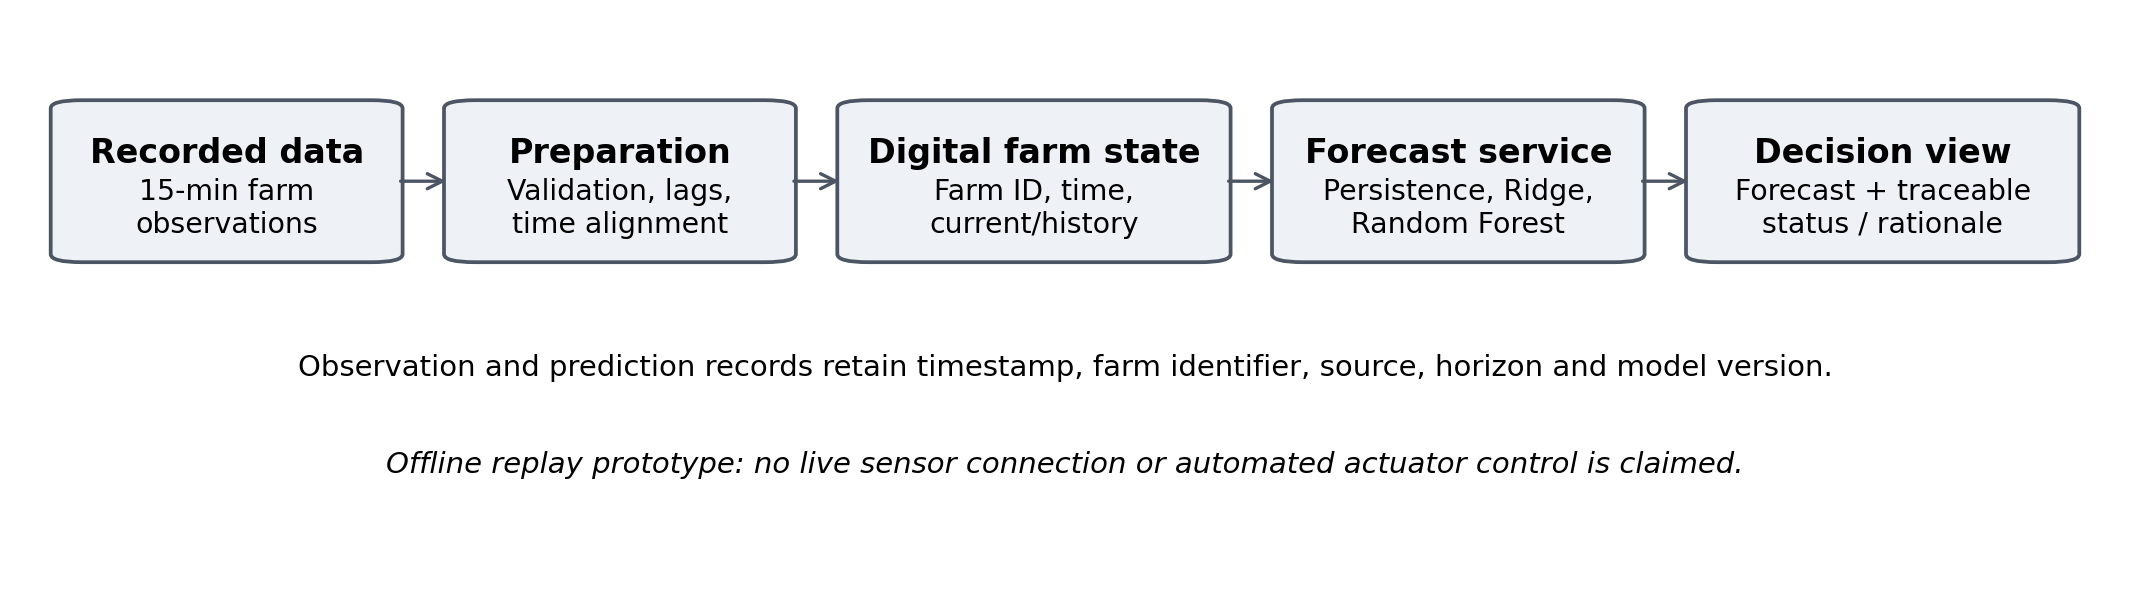 Recorded data
15-min farm
observations
Preparation
Validation, lags,
time alignment
Digital farm state
Farm ID, time,
current/history
Forecast service
Persistence, Ridge,
Random Forest
Decision view
Forecast + traceable
status / rationale
Observation and prediction records retain timestamp, farm identifier, source, horizon and model version.
Offline replay prototype: no live sensor connection or automated actuator control is claimed.